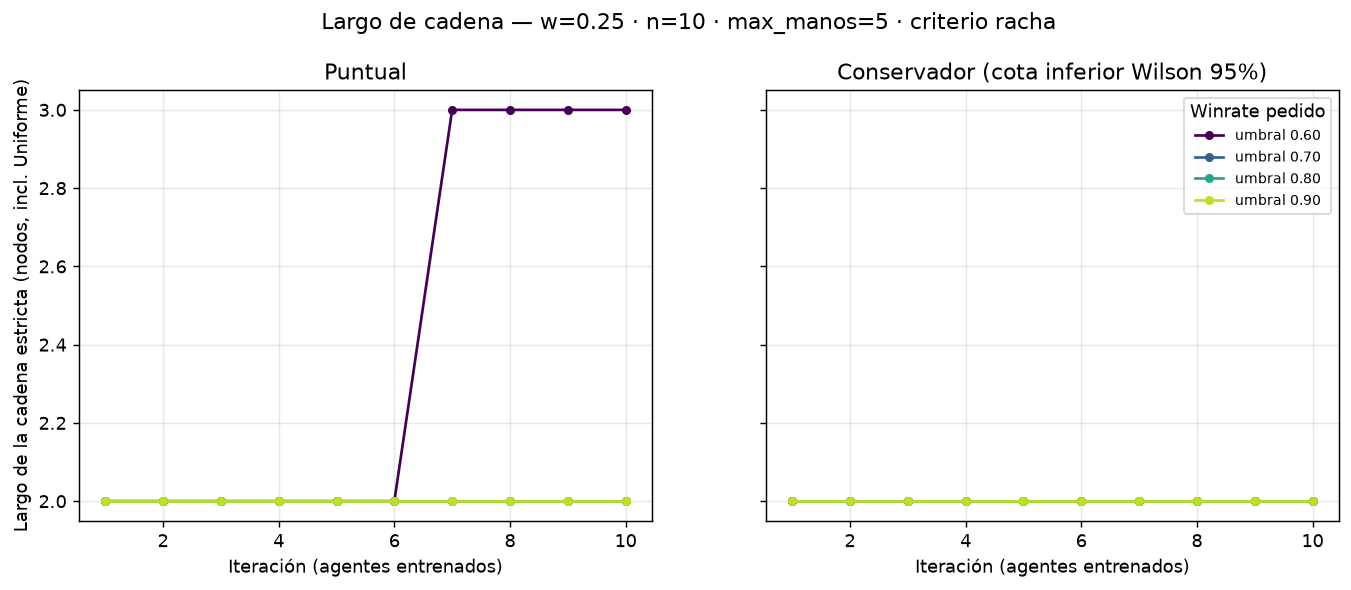 Largo de cadena — w=0.25 · n=10 · max_manos=5 · criterio racha
Puntual
Largo de la cadena estricta (nodos, incl. Uniforme)
3.0
2.8
2.6
2.4
2.2
2.0
2 4 6 8 10
Iteración (agentes entrenados)
Conservador (cota inferior Wilson 95%)
Winrate pedido
umbral 0.60
umbral 0.70
umbral 0.80
umbral 0.90
2 4 6 8 10
Iteración (agentes entrenados)